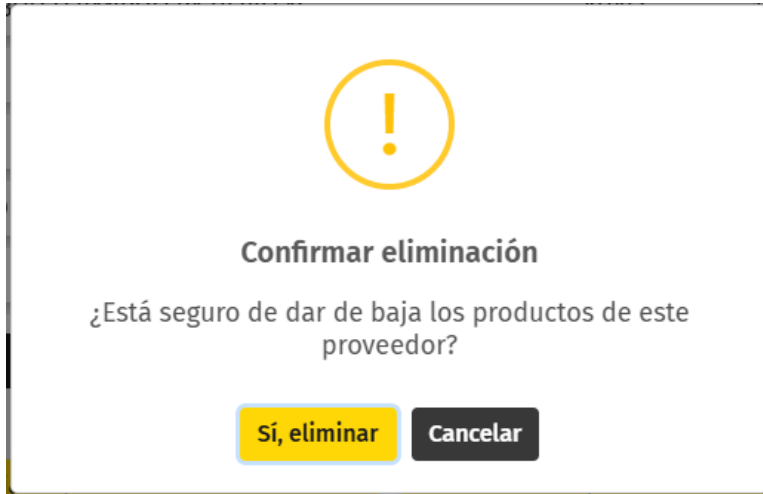 !
Confirmar eliminación
¿Está seguro de dar de baja los productos de este
proveedor?
Sí, eliminar
Cancelar